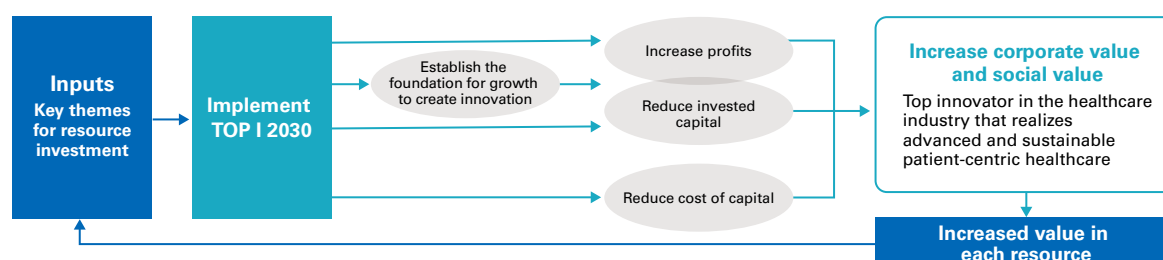 Inputs
Key themes
for resource
investment
Implement
TOP I 2030
Establish the
foundation for growth
to create innovation
Increase profits
Reduce invested
capital
Reduce cost of capital
Increase corporate value
and social value
Top innovator in the healthcare
industry that realizes
advanced and sustainable
patient-centric healthcare
Increased value in
each resource